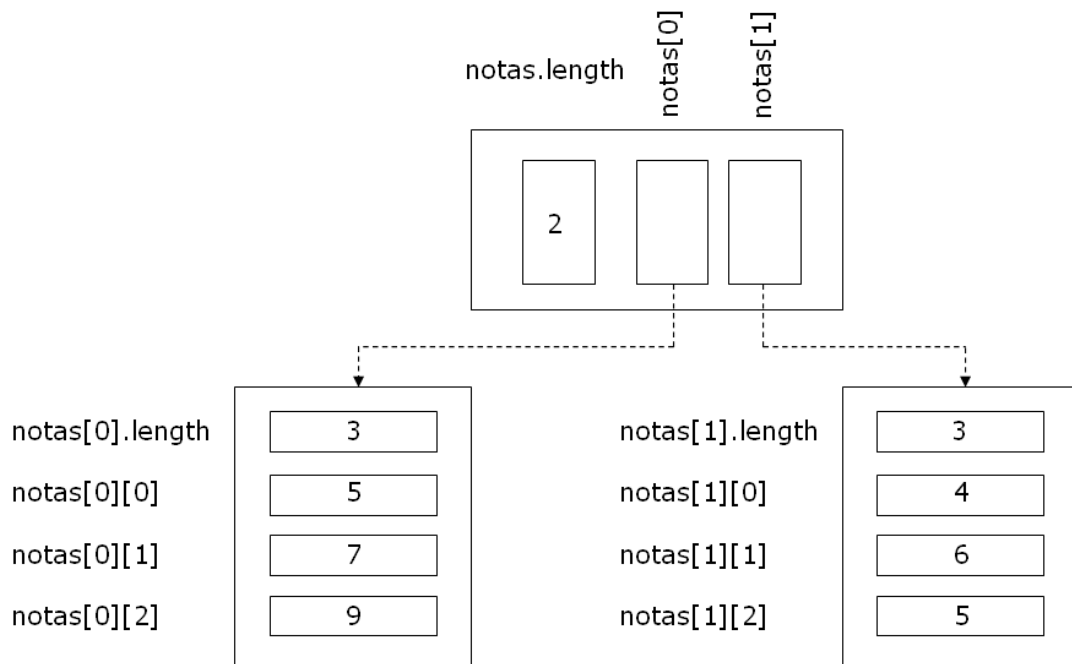 notas.length
notas[0]
notas[1]
2
notas[0].length
3
notas[0][0]
5
notas[0][1]
7
notas[0][2]
9
notas[1].length
3
notas[1][0]
4
notas[1][1]
6
notas[1][2]
5